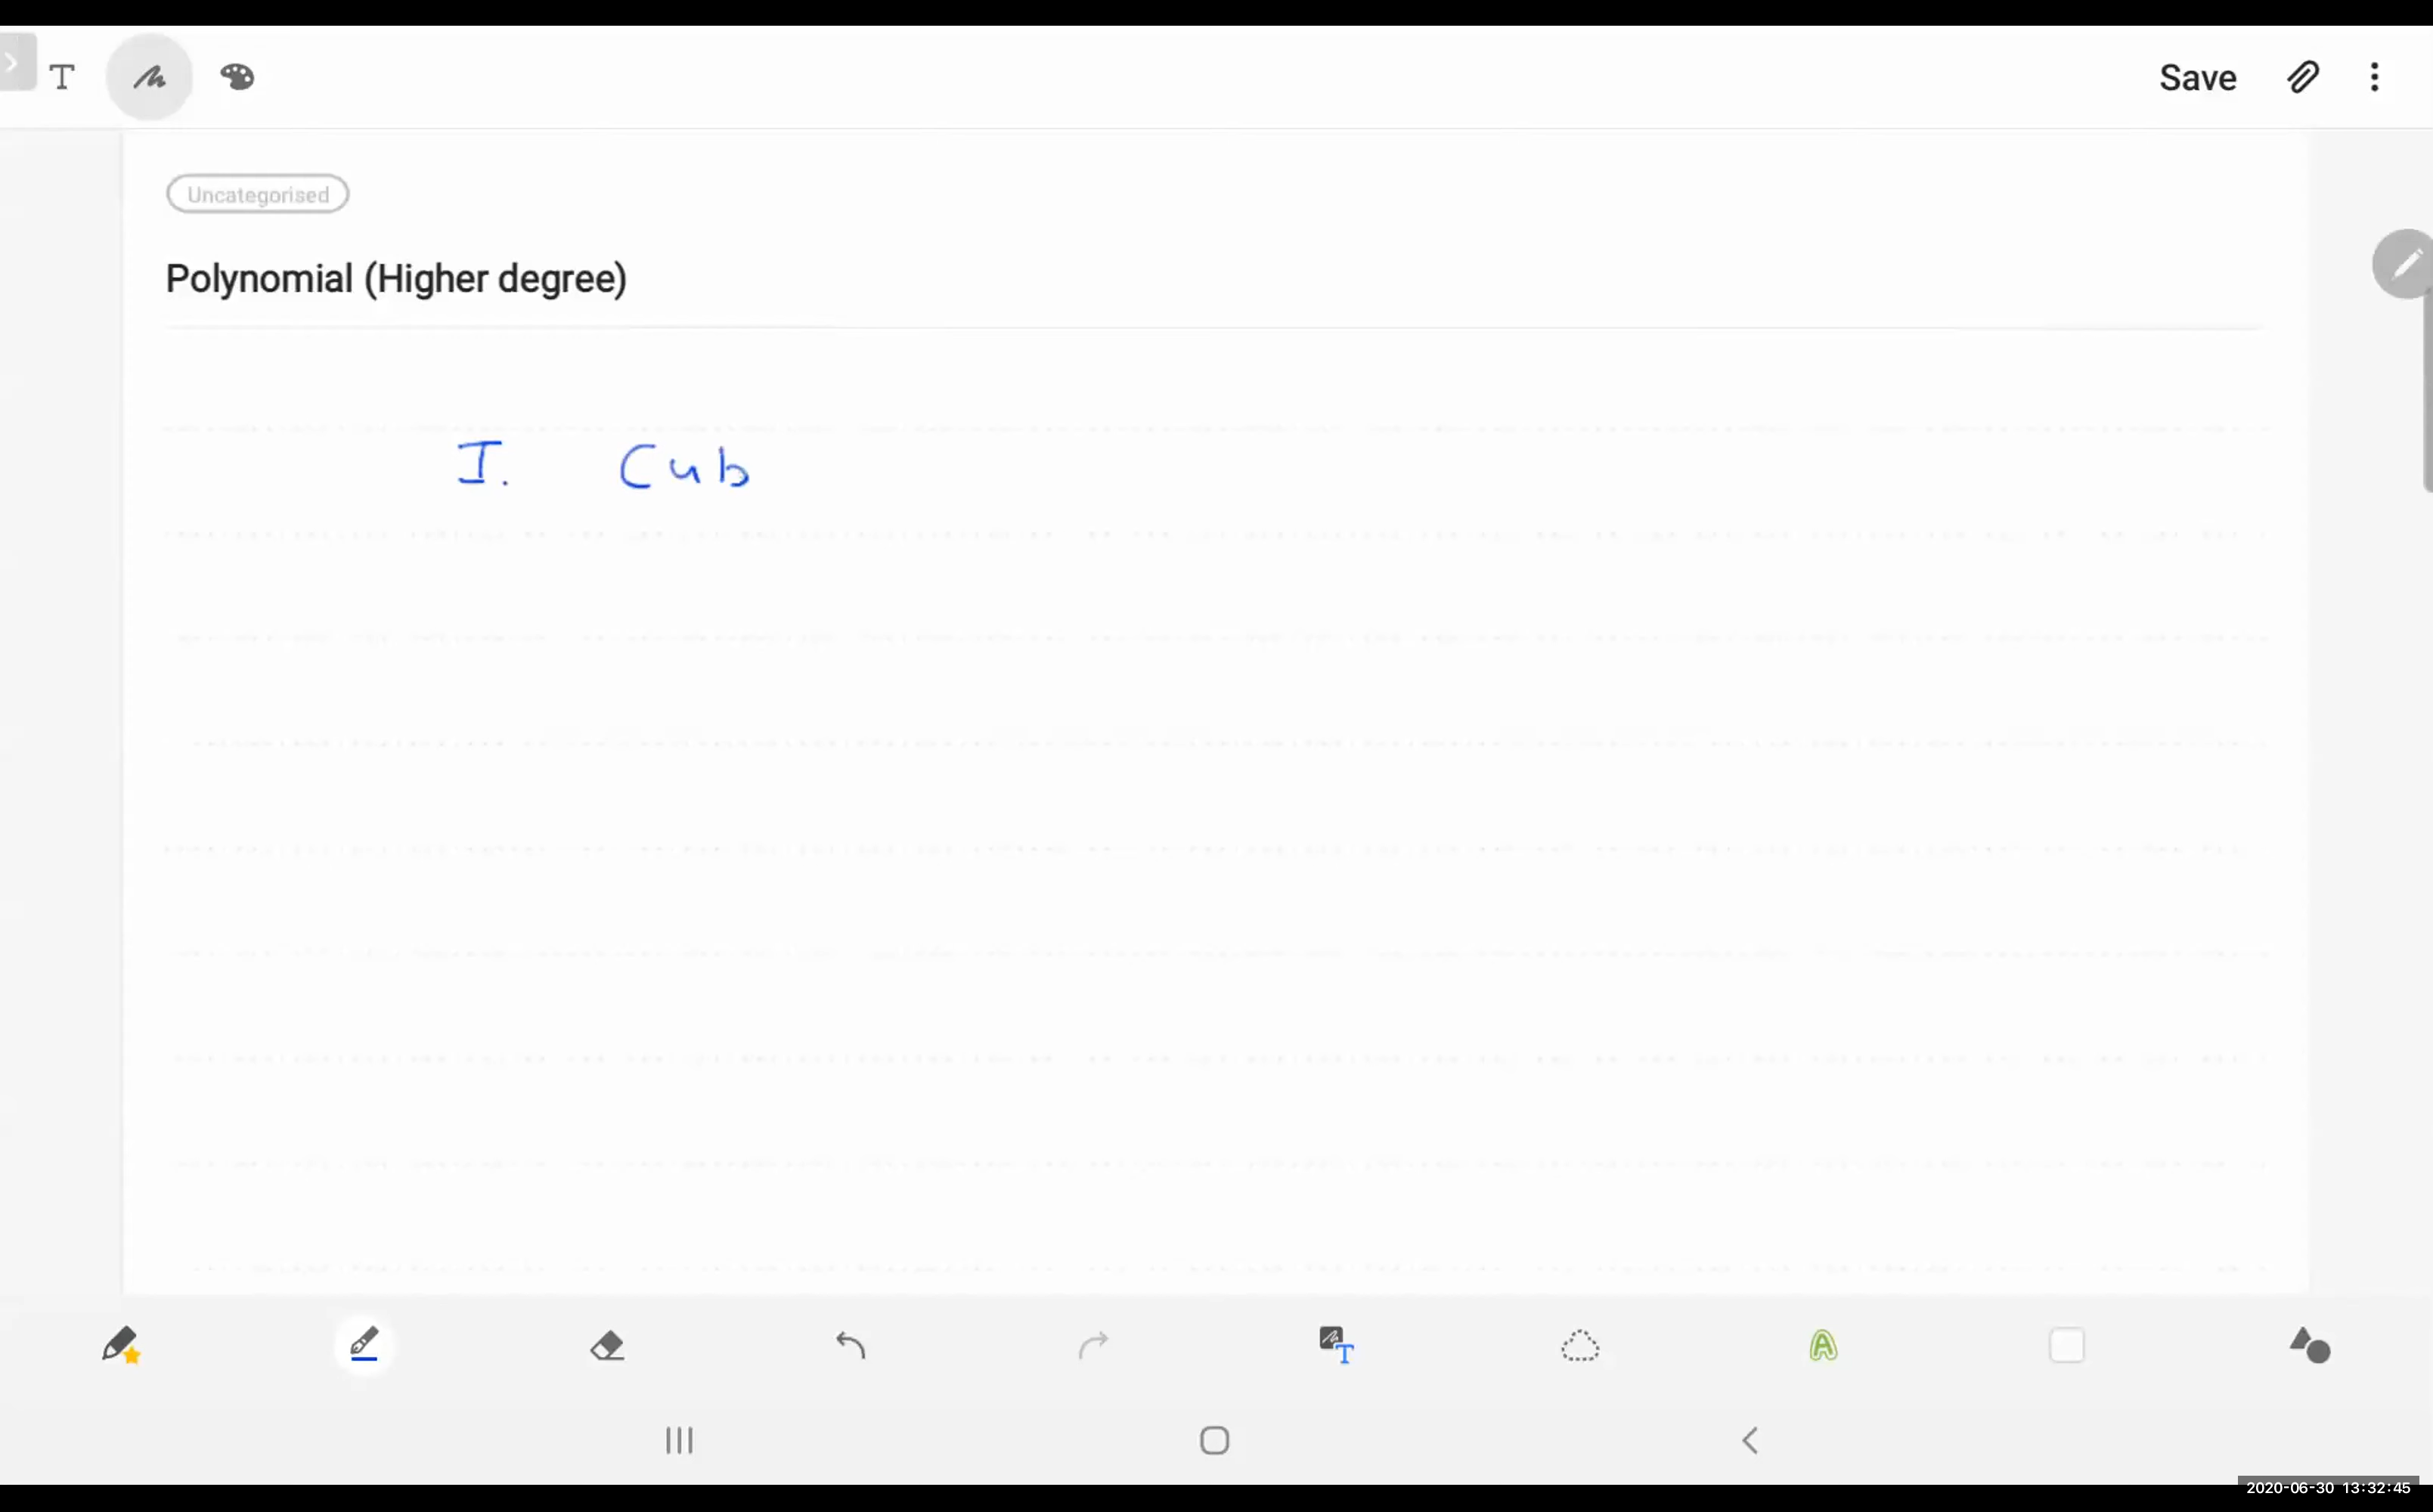 T Save
Uncategorised
Polynomial (Higher degree)
I. Cub
T A
2020-06-30 13:32:45